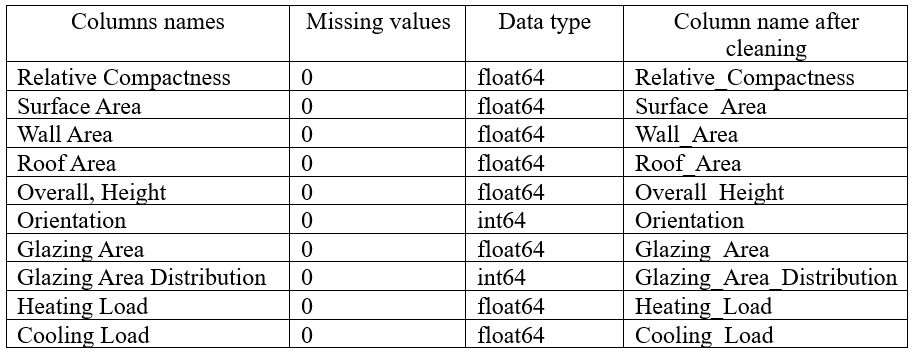 Columns names Missing values Data type Column name after
cleaning
Relative Compactness 0 float64 Relative_Compactness
Surface Area 0 float64 Surface_Area
Wall Area 0 float64 Wall_Area
Roof Area 0 float64 Roof_Area
Overall, Height 0 float64 Overall_Height
Orientation 0 int64 Orientation
Glazing Area 0 float64 Glazing_Area
Glazing Area Distribution 0 int64 Glazing_Area_Distribution
Heating Load 0 float64 Heating_Load
Cooling Load 0 float64 Cooling_Load